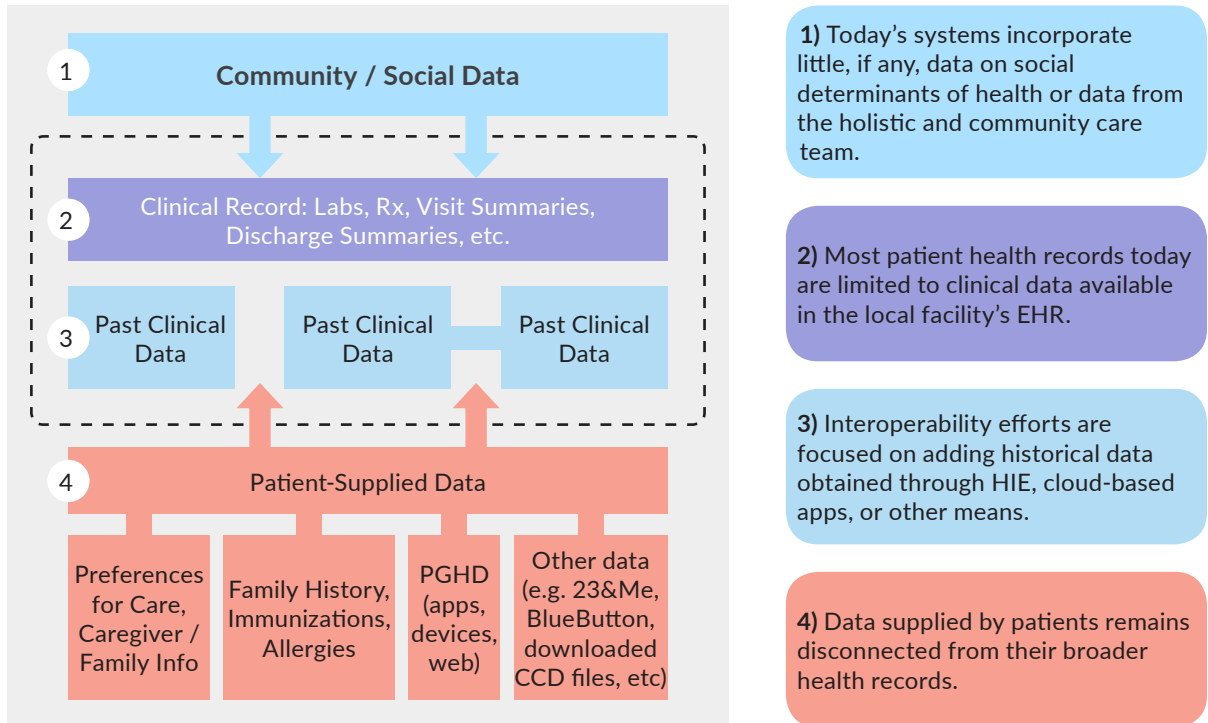 1
Community / Social Data
2
Clinical Record: Labs, Rx, Visit Summaries,
Discharge Summaries, etc.
3
Past Clinical
Data
Past Clinical
Data
Past Clinical
Data
4
Patient-Supplied Data
Preferences
for Care,
Caregiver /
Family Info
Family History,
Immunizations,
Allergies
PGHD
(apps,
devices,
web)
Other data
(e.g. 23&Me,
BlueButton,
downloaded
CCD files, etc)
1) Today's systems incorporate
little, if any, data on social
determinants of health or data from
the holistic and community care
team.
2) Most patient health records today
are limited to clinical data available
in the local facility's EHR.
3) Interoperability efforts are
focused on adding historical data
obtained through HIE, cloud-based
apps, or other means.
4) Data supplied by patients remains
disconnected from their broader
health records.